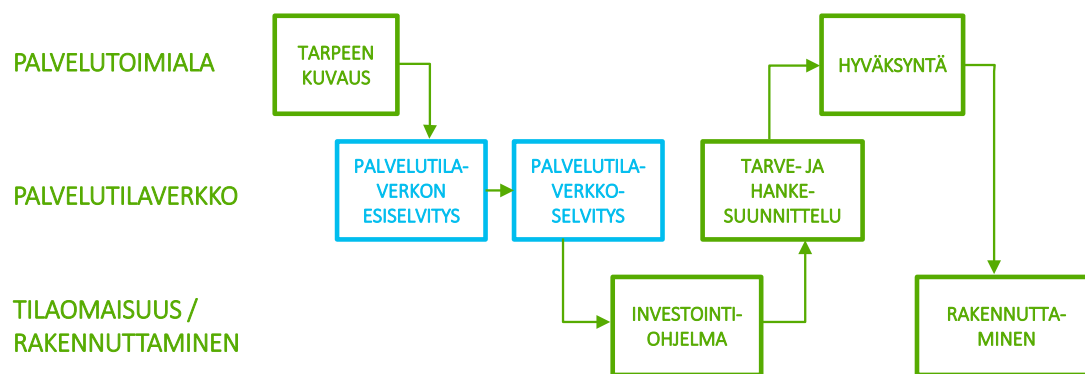 PALVELUTOIMIALA
TARPEEN
KUVAUS
HYVÄKSYNTÄ
PALVELUTILAVERKKO
PALVELUTILA-
VERKON
ESISELVITYS
PALVELUTILA-
VERKKO-
SELVITYS
TARVE- JA
HANKE-
SUUNNITTELU
TILAOMAISUUS /
RAKENNUTTAMINEN
INVESTOINTI-
OHJELMA
RAKENNUTTA-
MINEN